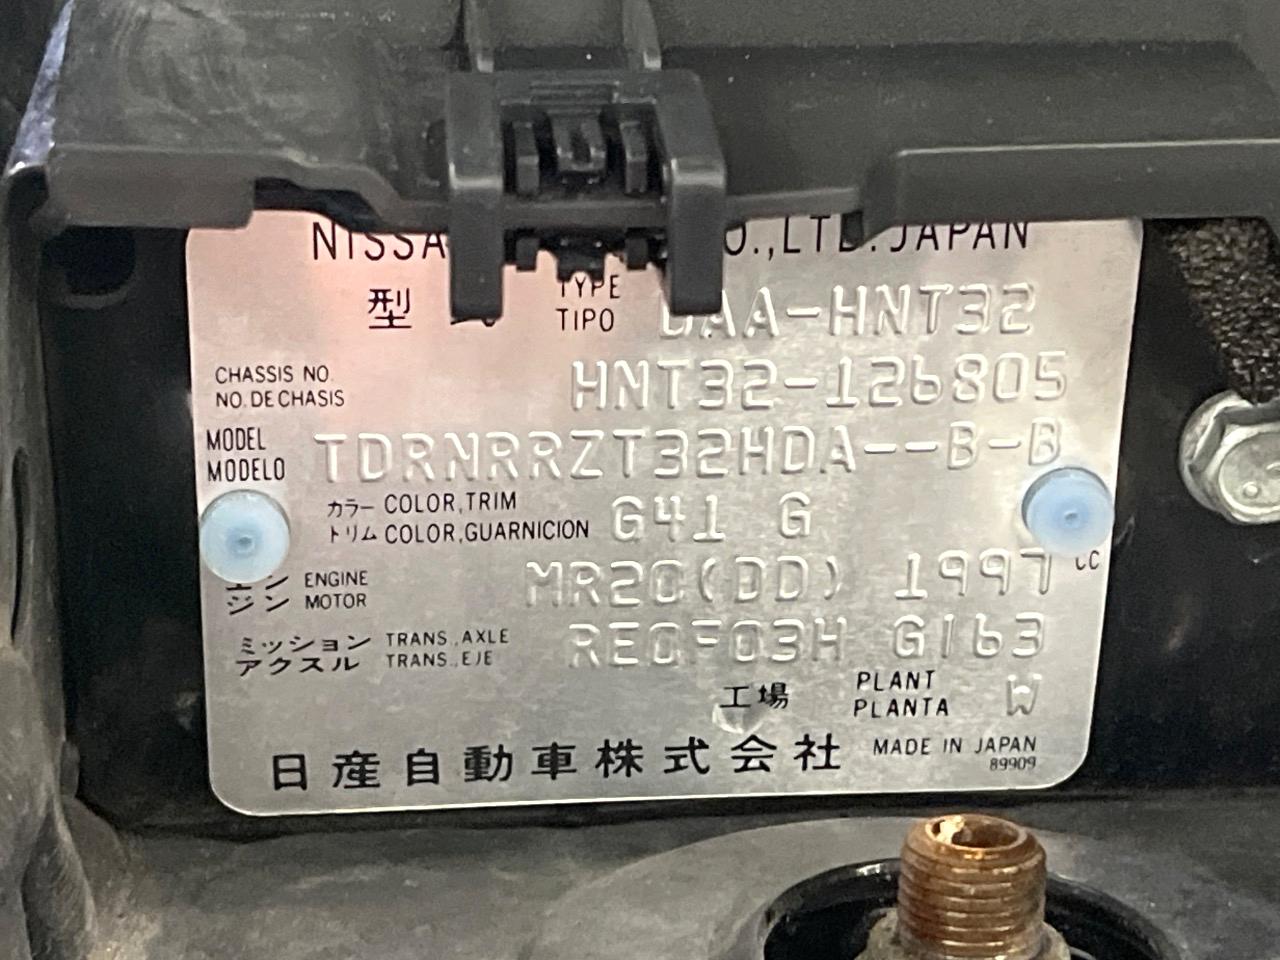 NISSA O.,LTD.JAPAN
型 TYPE
TIPO DAA-HNT32
CHASSIS NO.
NO. DE CHASIS HNT32-126805
MODEL
MODELO TDRNRRZT32HDA--B-B
カラー COLOR,TRIM
トリム COLOR,GUARNICION G41 G
エン ENGINE
ジン MOTOR MR20(DD) 1997 CC
ミッション TRANS.,AXLE
アクスル TRANS.,EJE RE0F03H G163
工場 PLANT
PLANTA W
日産自動車株式会社 MADE IN JAPAN
89909